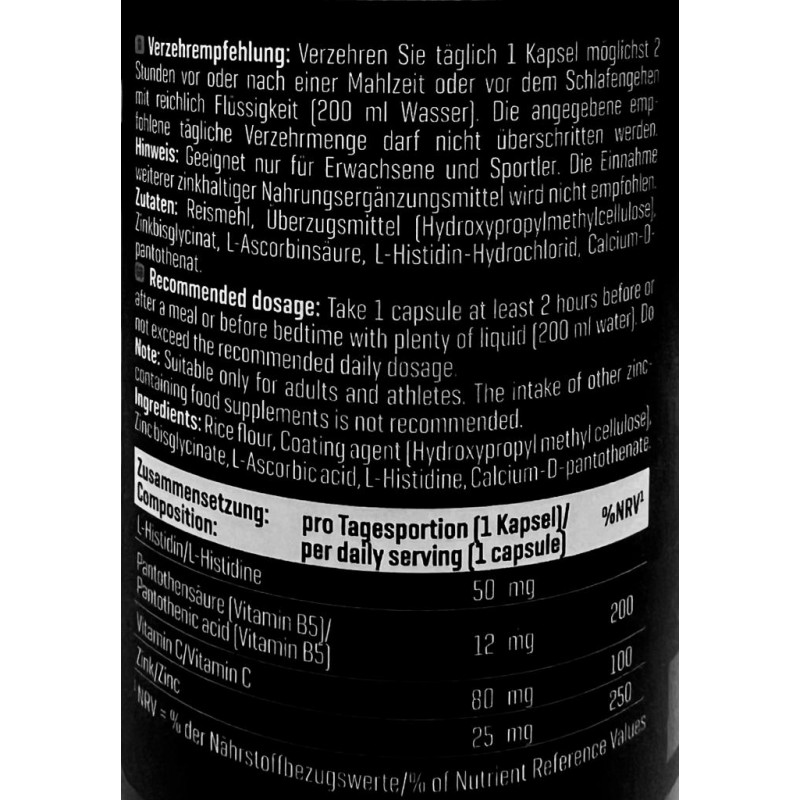 Verzehrempfehlung: Verzehren Sie täglich 1 Kapsel möglichst 2
Stunden vor oder nach einer Mahlzeit oder vor dem Schlafengehen
mit reichlich Flüssigkeit (200 ml Wasser). Die angegebene emp-
fohlene tägliche Verzehrmenge darf nicht überschritten werden.
Hinweis: Geeignet nur für Erwachsene und Sportler. Die Einnahme
weiterer zinkhaltiger Nahrungsergänzungsmittel wird nicht empfohlen.
Zutaten: Reismehl, Überzugsmittel (Hydroxypropylmethylcellulose),
Zinkbisglycinat, L-Ascorbinsäure, L-Histidin-Hydrochlorid, Calcium-D-
pantothenat.
Recommended dosage: Take 1 capsule at least 2 hours before or
after a meal or before bedtime with plenty of liquid (200 ml water). Do
not exceed the recommended daily dosage.
Note: Suitable only for adults and athletes. The intake of other zinc-
containing food supplements is not recommended.
Ingredients: Rice flour, Coating agent (Hydroxypropyl methyl cellulose),
Zinc bisglycinate, L-Ascorbic acid, L-Histidine, Calcium-D-pantothenate.
Zusammensetzung: pro Tagesportion (1 Kapsel)/ %NRV¹
Composition: per daily serving (1 capsule)
L-Histidin/L-Histidine 50 mg
Pantothensäure (Vitamin B5)/
Pantothenic acid (Vitamin B5) 12 mg 200
Vitamin C/Vitamin C 80 mg 100
Zink/Zinc 25 mg 250
¹ NRV = % der Nährstoffbezugswerte/% of Nutrient Reference Values